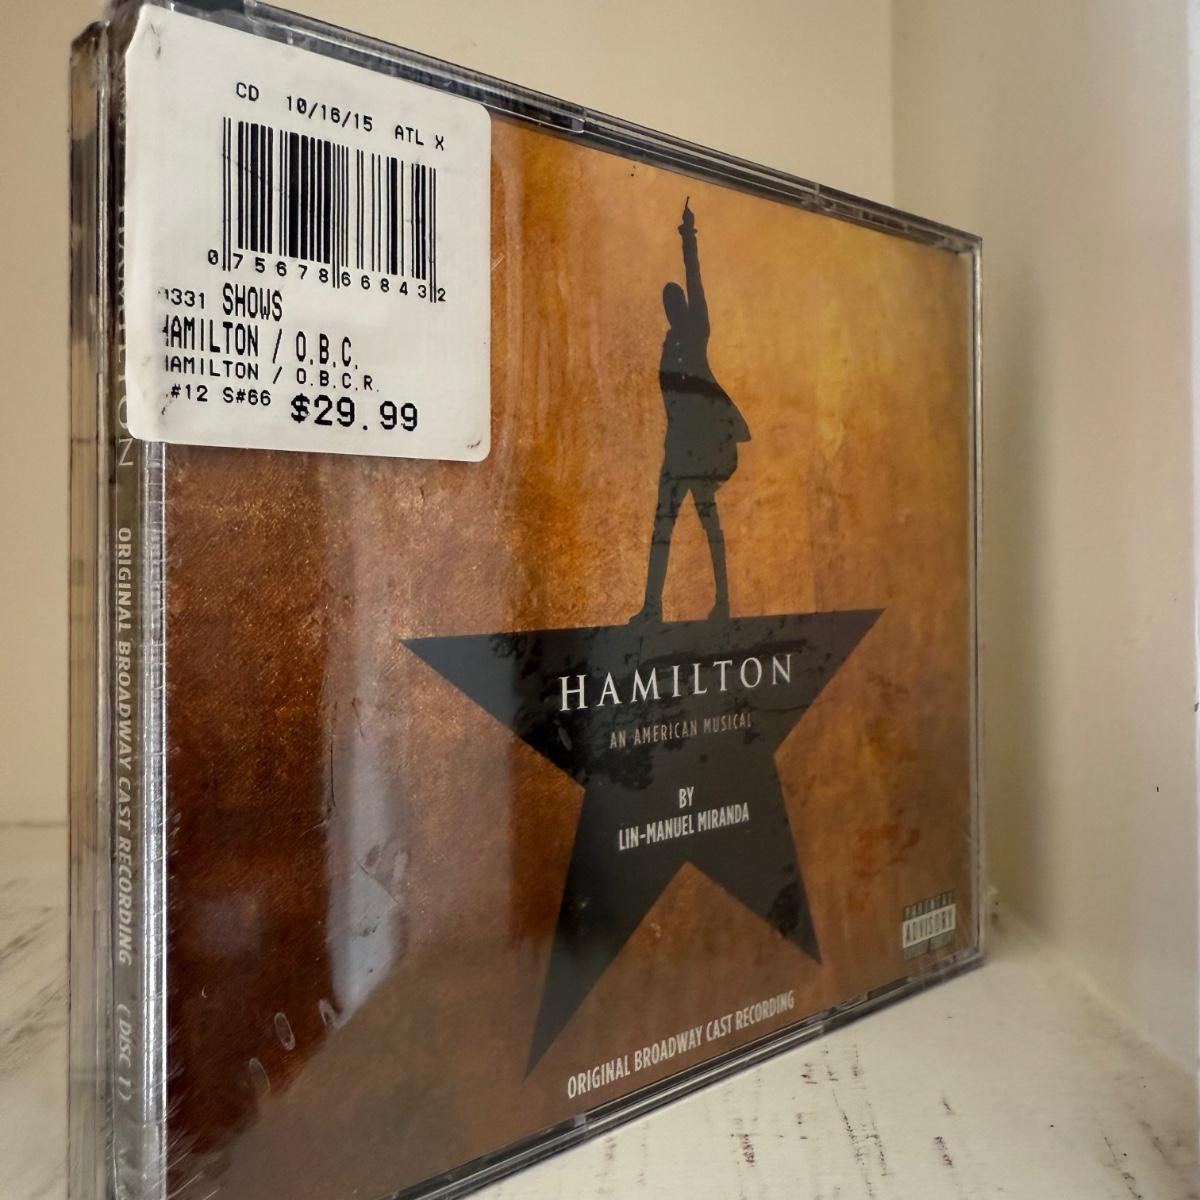 CD 10/16/15 ATL X
0 75678 66843 2
331 SHOWS
HAMILTON / O.B.C.
HAMILTON / O.B.C.R.
#12 S#66 $29.99
HAMILTON
AN AMERICAN MUSICAL
BY
LIN-MANUEL MIRANDA
PARENTAL
ADVISORY
ORIGINAL BROADWAY CAST RECORDING
HAMILTON ORIGINAL BROADWAY CAST RECORDING (DISC 1)